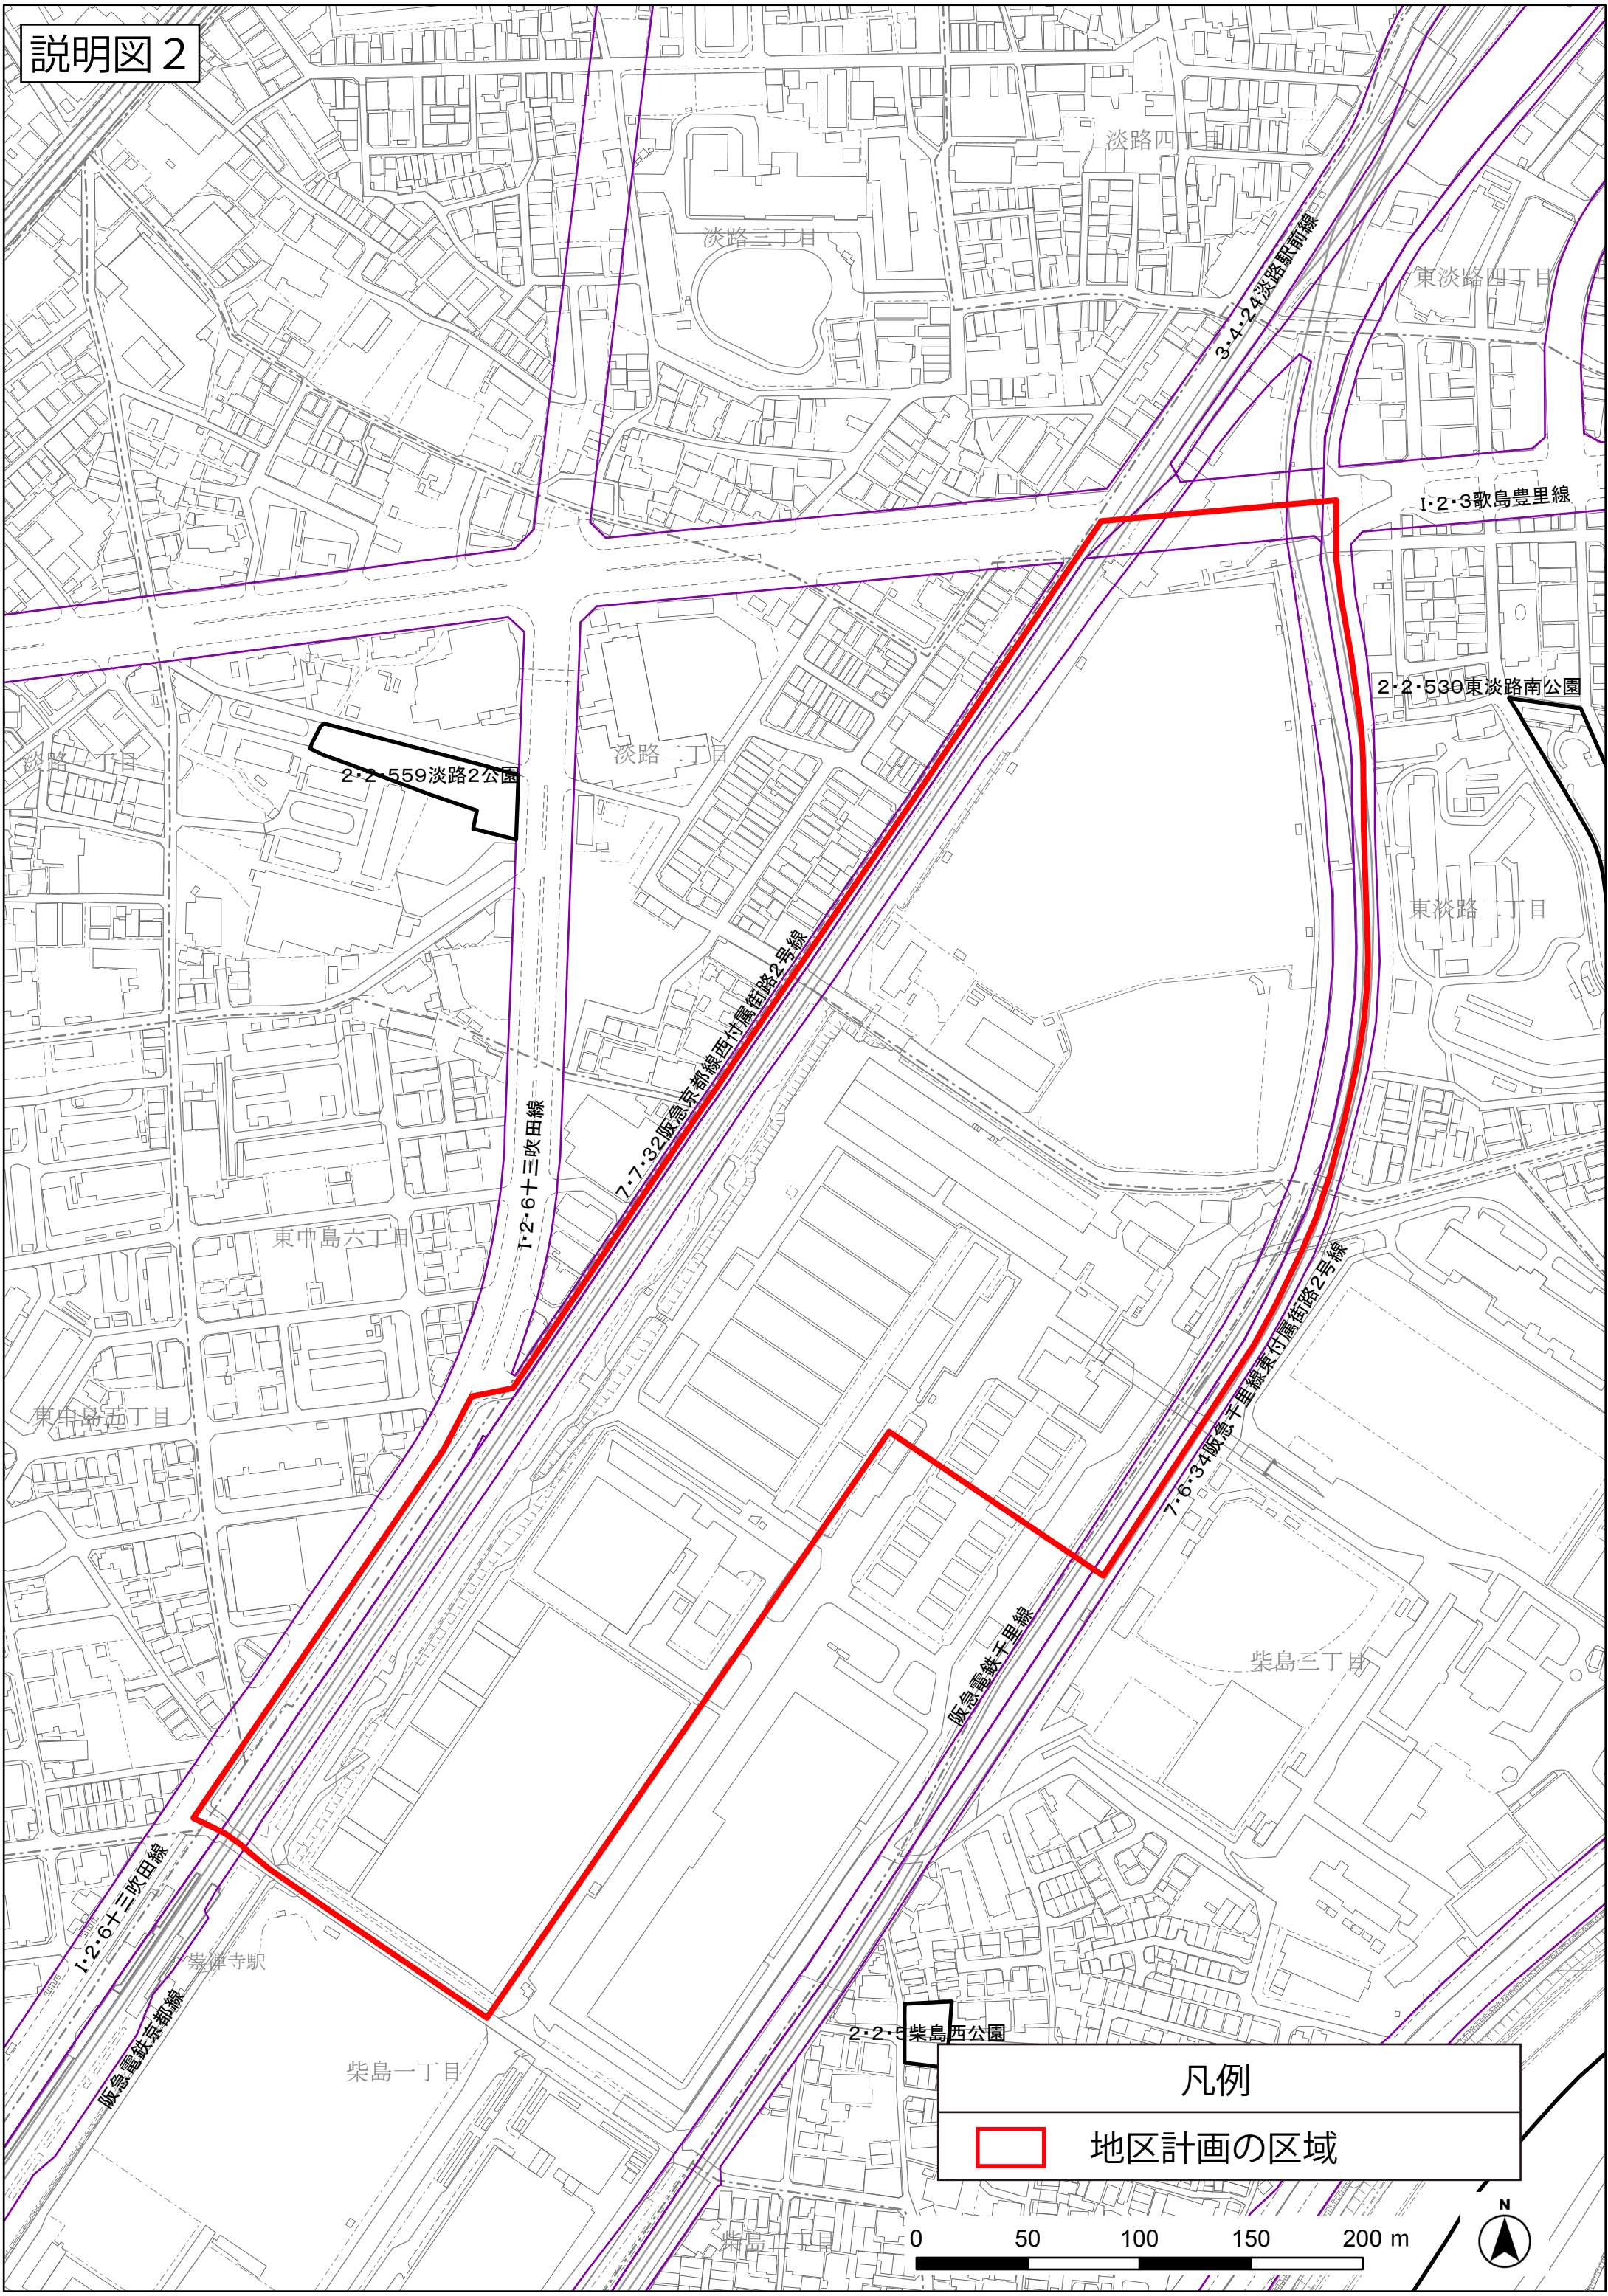 説明図２
淡路四丁目
淡路三丁目
3・4・24淡路駅前線
東淡路四丁目
I・2・3歌島豊里線
2・2・530東淡路南公園
淡路一丁目
2・2・559淡路2公園
淡路二丁目
東淡路二丁目
7・7・32阪急京都線西付属街路2号線
I・2・6十三吹田線
東中島六丁目
7・6・34阪急千里線東付属街路2号線
東中島五丁目
阪急電鉄千里線
柴島三丁目
I・2・6十三吹田線
崇禅寺駅
阪急電鉄京都線
柴島一丁目
2・2・5柴島西公園
凡例
地区計画の区域
柴島二丁目
0 50 100 150 200 m
N